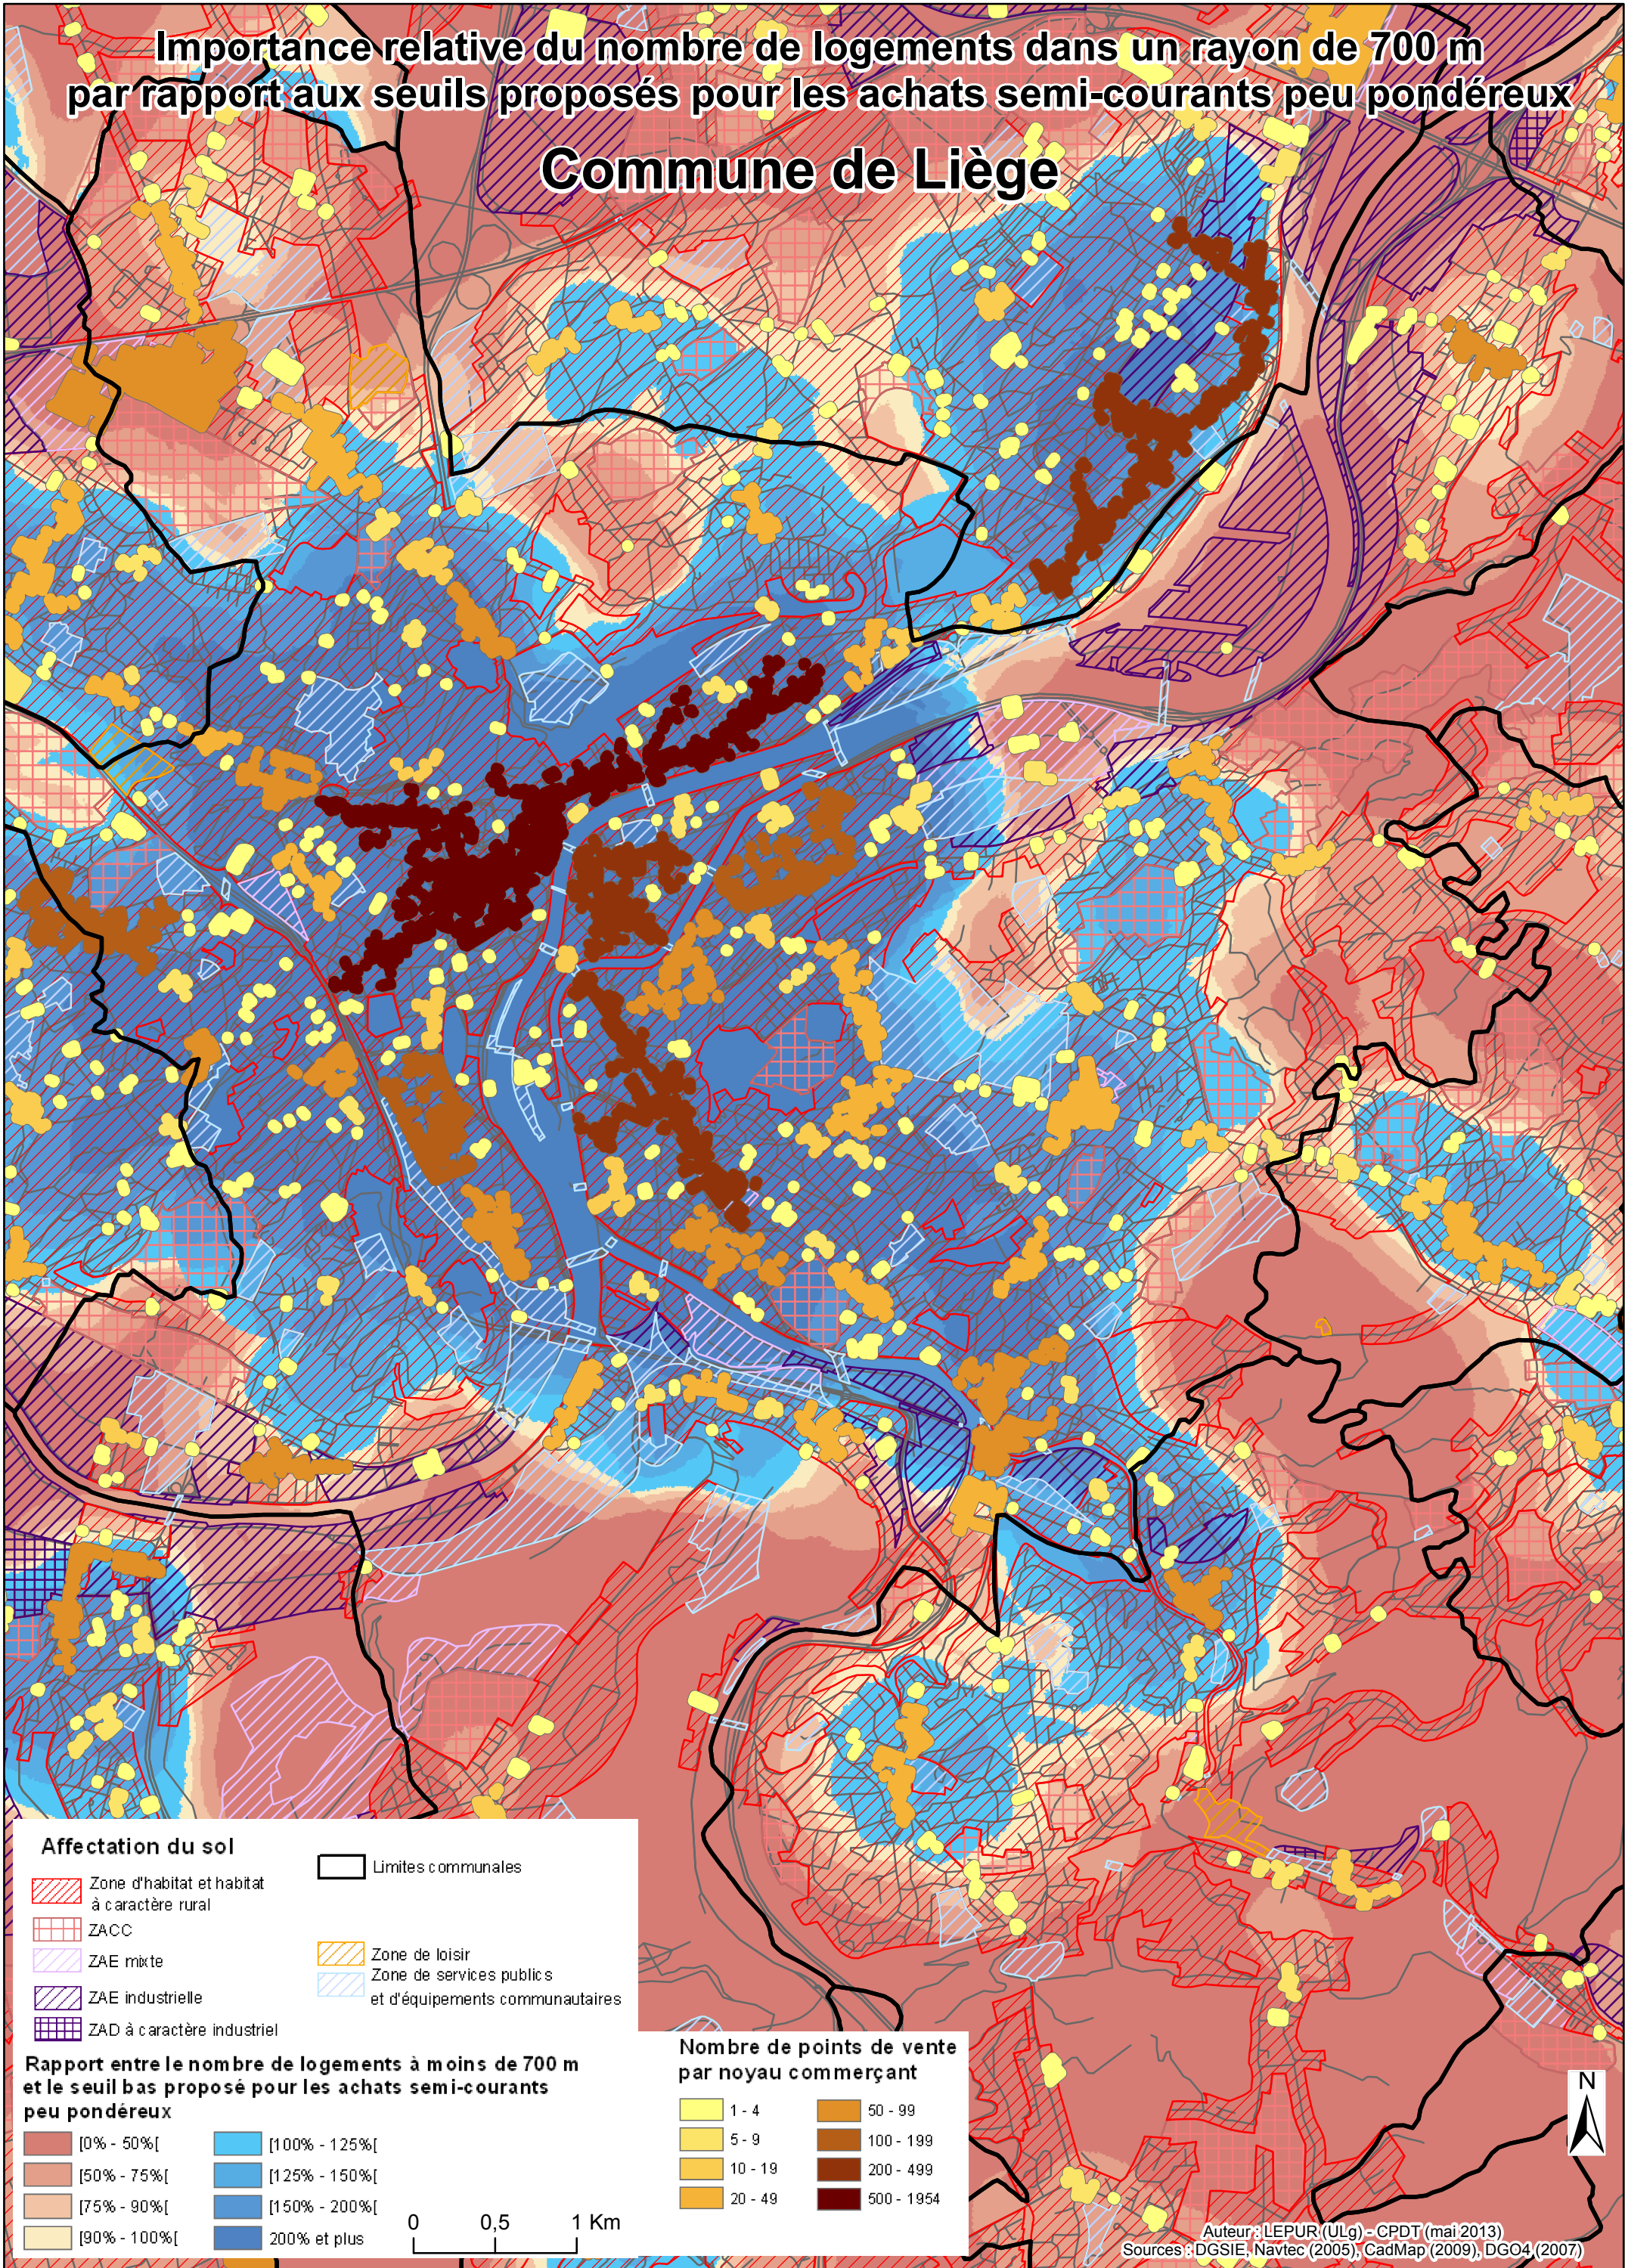 Importance relative du nombre de logements dans un rayon de 700 m
par rapport aux seuils proposés pour les achats semi-courants peu pondéreux
Commune de Liège
Affectation du sol
Zone d'habitat et habitat
à caractère rural
ZACC
ZAE mixte
ZAE industrielle
ZAD à caractère industriel
Limites communales
Zone de loisir
Zone de services publics
et d'équipements communautaires
Rapport entre le nombre de logements à moins de 700 m
et le seuil bas proposé pour les achats semi-courants
peu pondéreux
[0% - 50%[
[50% - 75%[
[75% - 90%[
[90% - 100%[
[100% - 125%[
[125% - 150%[
[150% - 200%[
200% et plus
0 0,5 1 Km
Nombre de points de vente
par noyau commerçant
1 - 4
5 - 9
10 - 19
20 - 49
50 - 99
100 - 199
200 - 499
500 - 1954
N
Auteur : LEPUR (ULg) - CPDT (mai 2013)
Sources : DGSIE, Navtec (2005), CadMap (2009), DGO4 (2007)